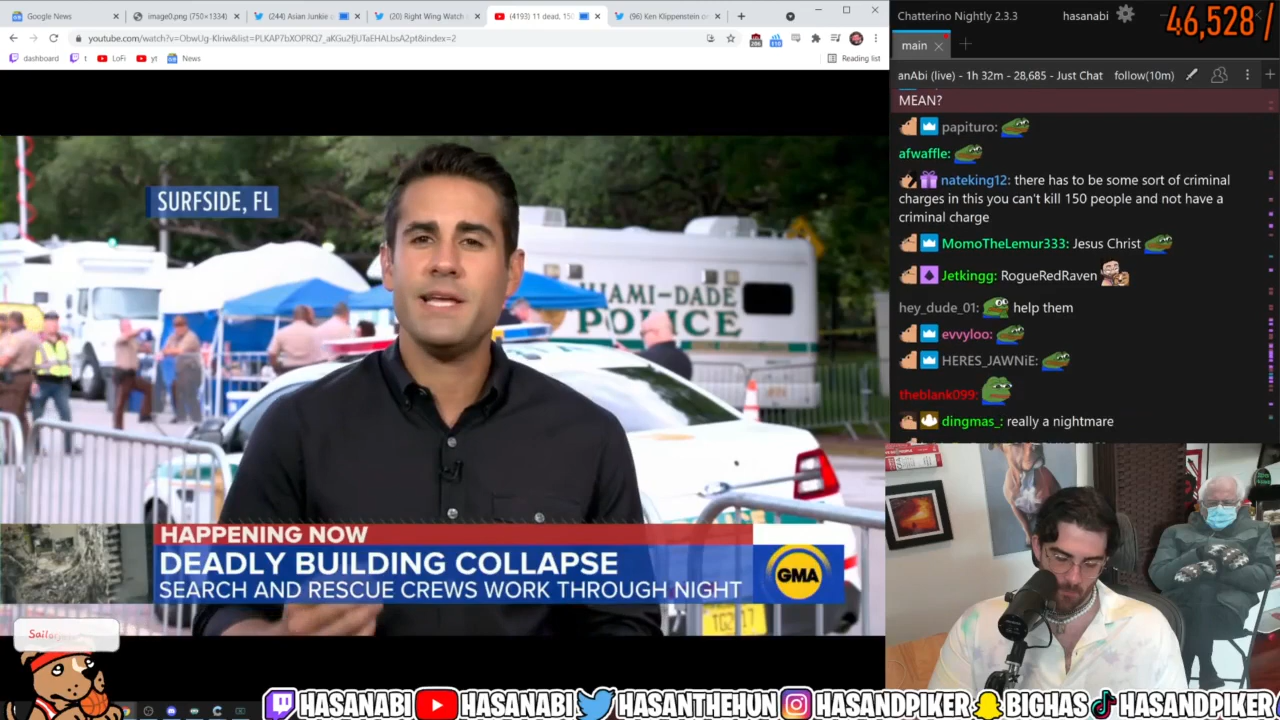 Google News
image0.png (750×1334)
(244) Asian Junkie
(20) Right Wing Watch
(4193) 11 dead, 150
(96) Ken Klippenstein
Chatterino Nightly 2.3.3
hasanabi
46,528 /
youtube.com/watch?v=ObwUg-Klriw&list=PLKAP7bXOPRQ7_aKGu2fJUTaEHALbsA2pt&index=2
main
dashboard
t
LoFi
yt
News
Reading list
anAbi (live) - 1h 32m - 28,685 - Just Chat
follow(10m)
MEAN?
papituro:
afwaffle:
nateking12: there has to be some sort of criminal
charges in this you can't kill 150 people and not have a
criminal charge
MomoTheLemur333: Jesus Christ
Jetkingg: RogueRedRaven
hey_dude_01: help them
evvyloo:
HERES_JAWNiE:
theblank099:
dingmas_: really a nightmare
SURFSIDE, FL
MIAMI-DADE
POLICE
HAPPENING NOW
DEADLY BUILDING COLLAPSE
SEARCH AND RESCUE CREWS WORK THROUGH NIGHT
GMA
HASANABI
HASANABI
HASANTHEHUN
HASANDPIKER
BIGHAS
HASANDPIKER